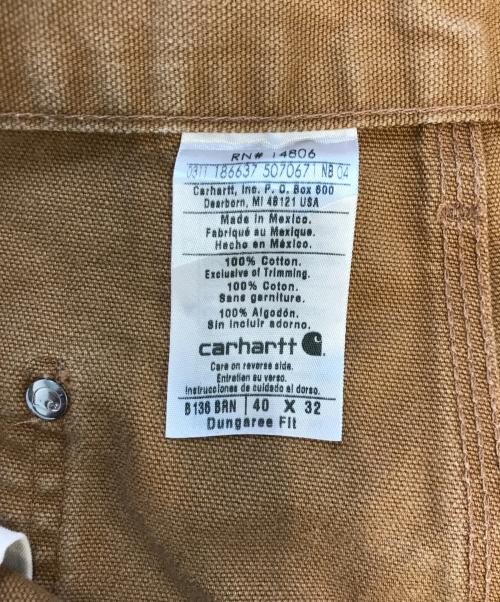 RN# 14806
0311 186637 5070671 NB 04
Carhartt, Inc. P. O. Box 600
Dearborn, MI 48121 USA
Made in Mexico.
Fabriqué au Mexique.
Hecho en México.
100% Cotton.
Exclusive of Trimming.
100% Coton.
Sans garniture.
100% Algodón.
Sin incluir adorno.
carhartt
Care on reverse side.
Entretien su verso.
Instrucciones de cuidado al dorso.
B136 BRN 40 X 32
Dungaree Fit